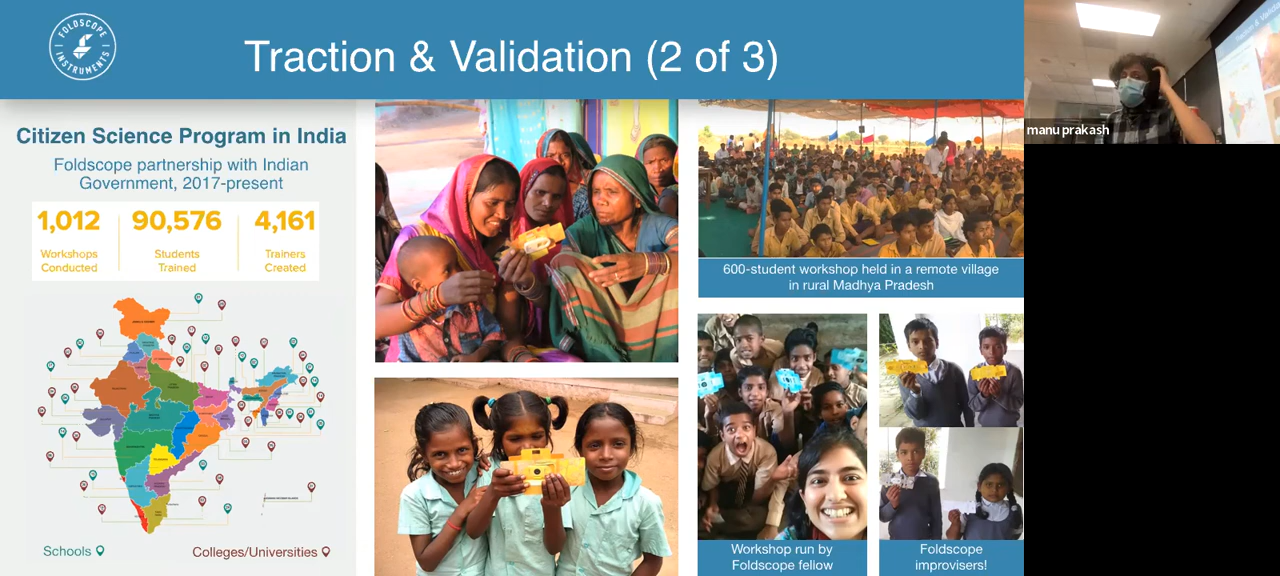 FOLDSCOPE
INSTRUMENTS
Traction & Validation (2 of 3)
Citizen Science Program in India
Foldscope partnership with Indian
Government, 2017-present
1,012
90,576
4,161
Workshops
Conducted
Students
Trained
Trainers
Created
Schools
Colleges/Universities
600-student workshop held in a remote village
in rural Madhya Pradesh
Workshop run by
Foldscope fellow
Foldscope
improvisers!
manu prakash